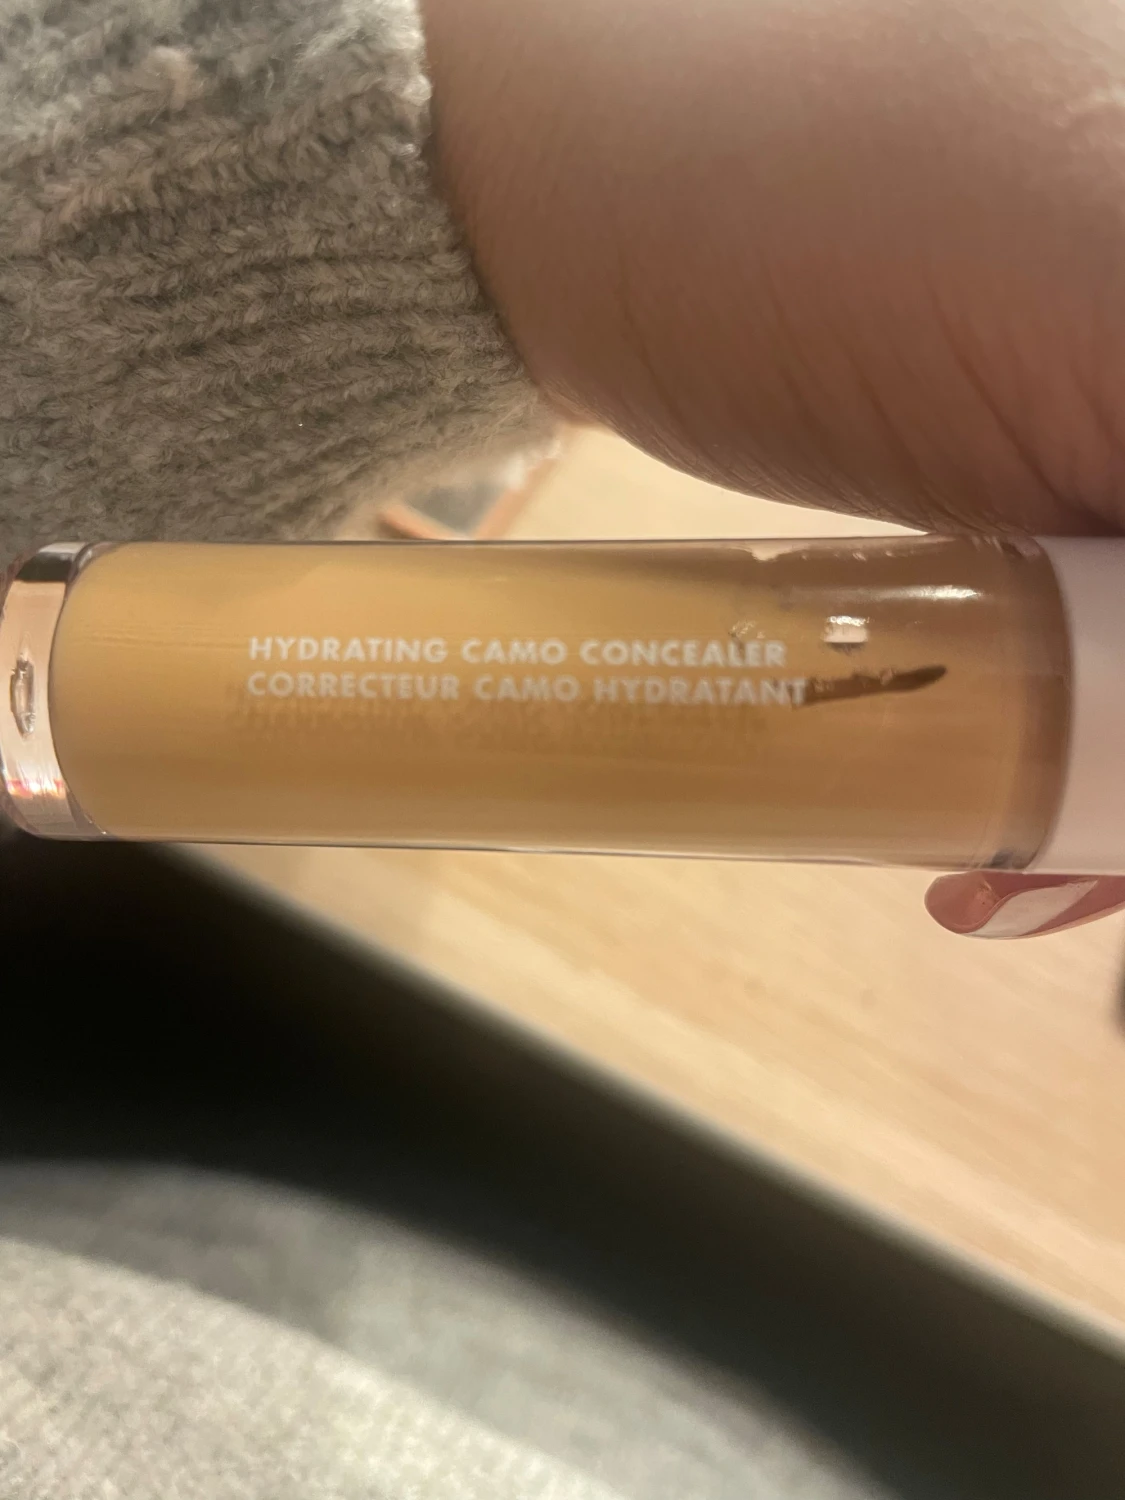 HYDRATING CAMO CONCEALER
CORRECTEUR CAMO HYDRATANT